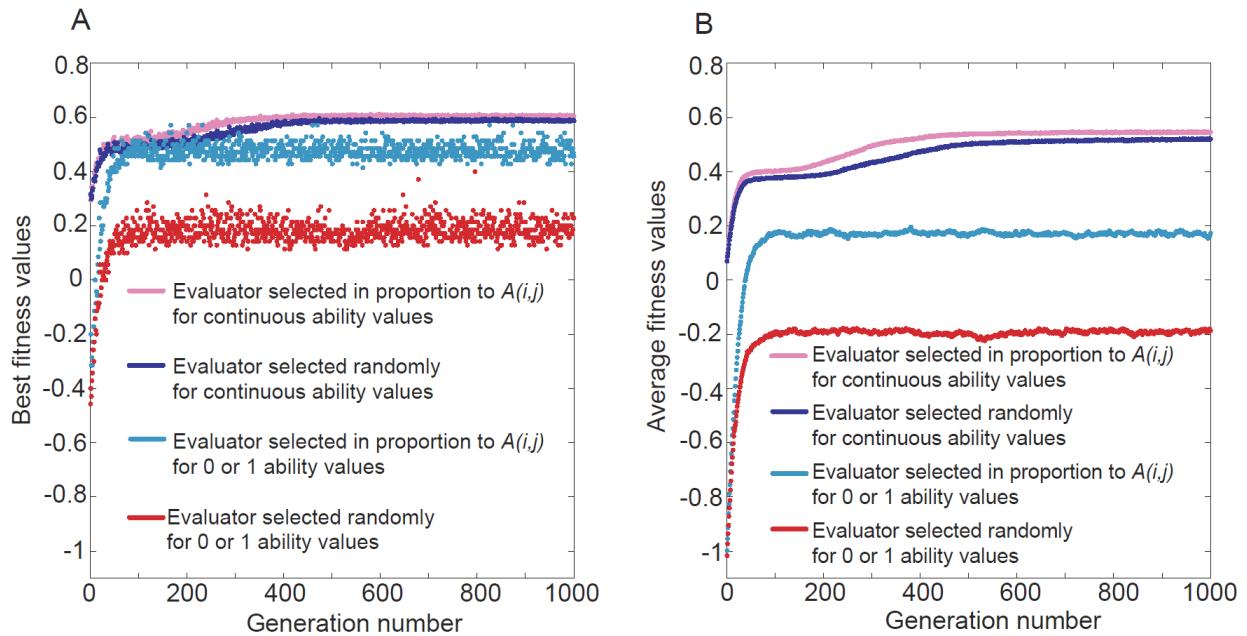 A
Best fitness values
0.8
0.6
0.4
0.2
0
-0.2
-0.4
-0.6
-0.8
-1
Evaluator selected in proportion to A(i,j)
for continuous ability values
Evaluator selected randomly
for continuous ability values
Evaluator selected in proportion to A(i,j)
for 0 or 1 ability values
Evaluator selected randomly
for 0 or 1 ability values
0 200 400 600 800 1000
Generation number
B
Average fitness values
0.8
0.6
0.4
0.2
0
-0.2
-0.4
-0.6
-0.8
-1
Evaluator selected in proportion to A(i,j)
for continuous ability values
Evaluator selected randomly
for continuous ability values
Evaluator selected in proportion to A(i,j)
for 0 or 1 ability values
Evaluator selected randomly
for 0 or 1 ability values
0 200 400 600 800 1000
Generation number